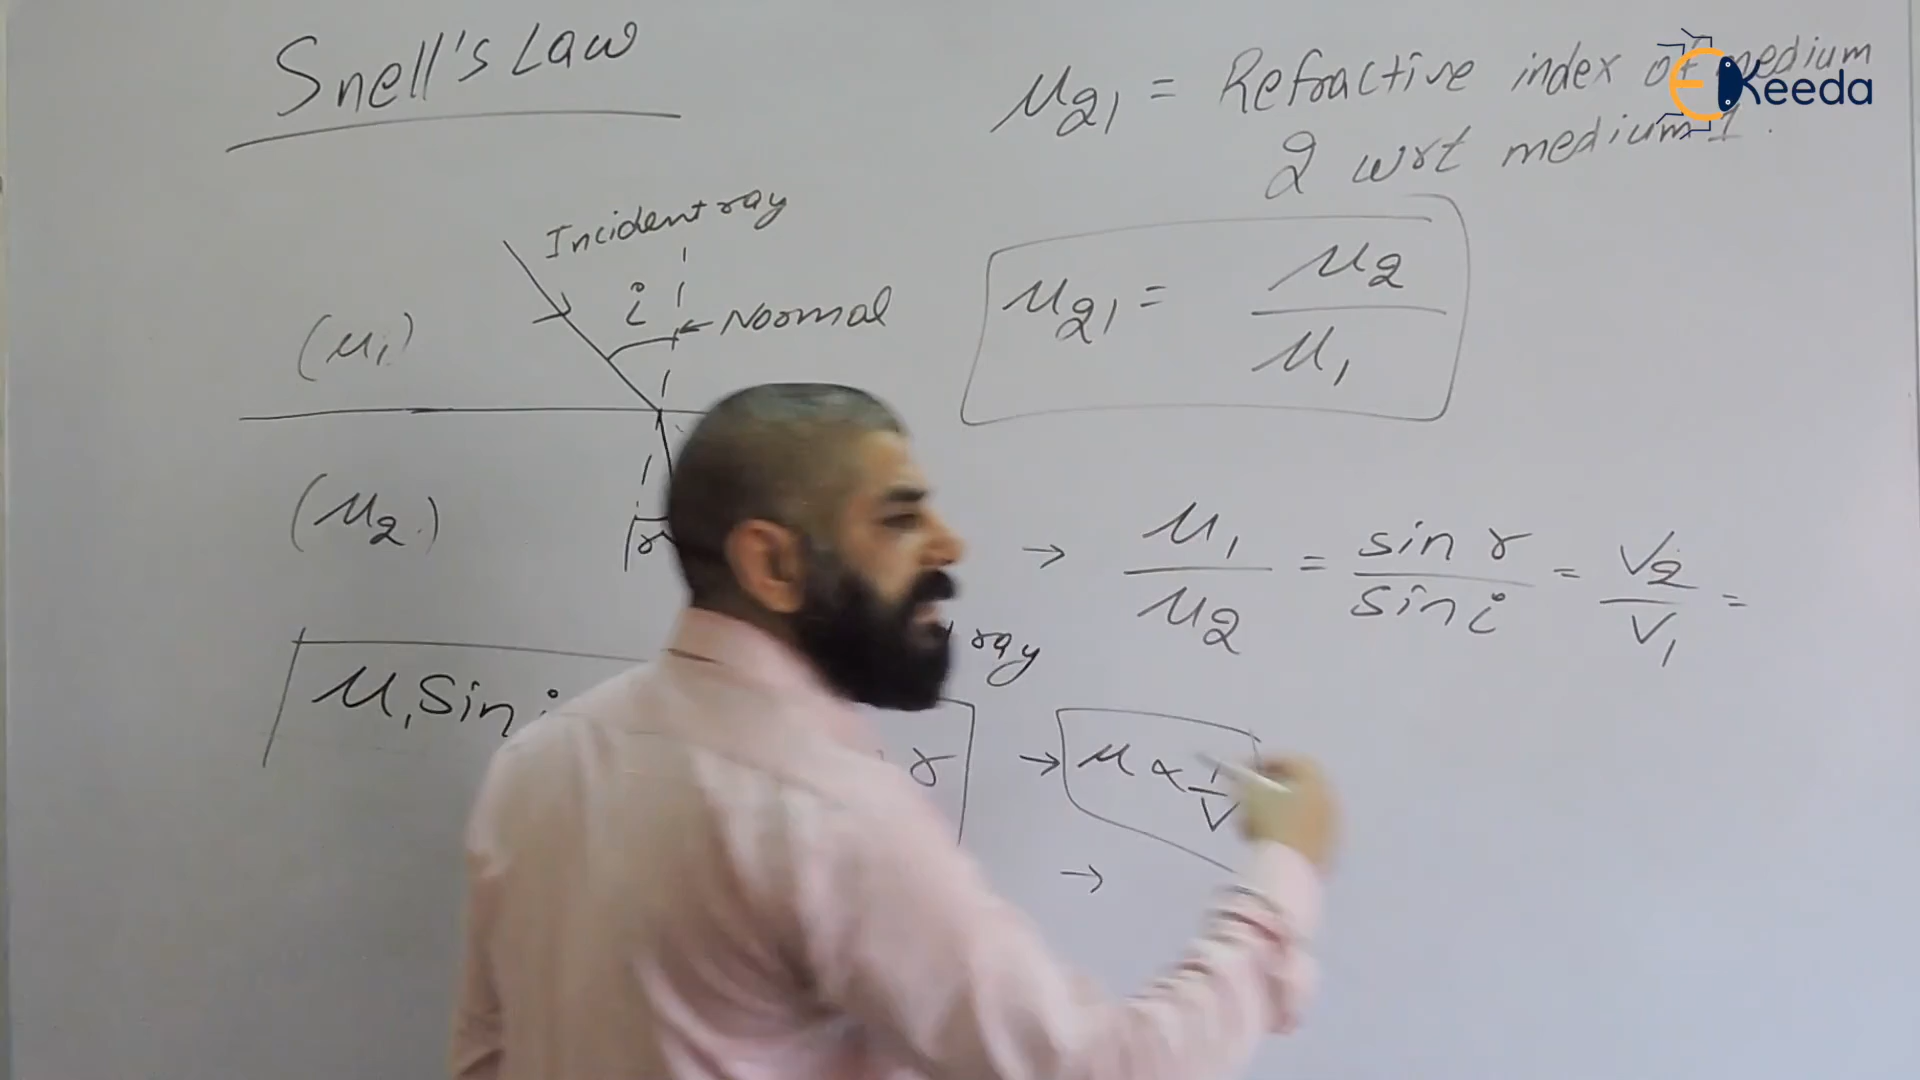 Snell's Law
Incident ray
i
Normal
(μ₁)
(μ₂)
r
ray
μ₁ Sin i
r
μ₂₁ = Refractive index of medium
2 wrt medium 1.
μ₂₁ = μ₂/μ₁
→ μ₁/μ₂ = sin r/sin i = V₂/V₁ =
→ μ ∝ 1/V
→
EKeeda